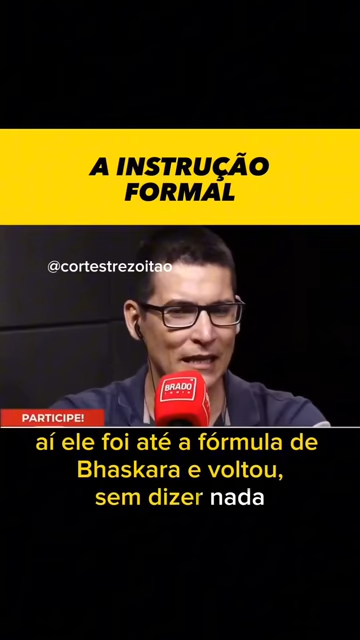 A INSTRUÇÃO
FORMAL
@cortestrezoitao
BRADO
PARTICIPE!
aí ele foi até a fórmula de
Bhaskara e voltou,
sem dizer nada